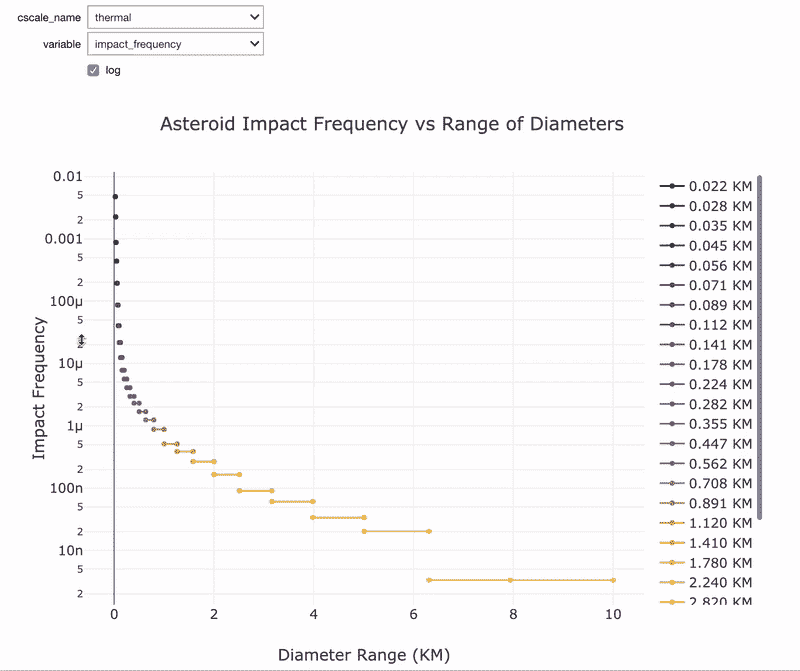 cscale_name thermal
variable impact_frequency
log
Asteroid Impact Frequency vs Range of Diameters
0.01
5
2
0.001
5
2
100μ
5
2
10μ
5
2
1μ
5
2
100n
5
2
10n
5
2
Impact Frequency
0 2 4 6 8 10
Diameter Range (KM)
0.022 KM
0.028 KM
0.035 KM
0.045 KM
0.056 KM
0.071 KM
0.089 KM
0.112 KM
0.141 KM
0.178 KM
0.224 KM
0.282 KM
0.355 KM
0.447 KM
0.562 KM
0.708 KM
0.891 KM
1.120 KM
1.410 KM
1.780 KM
2.240 KM
2.820 KM